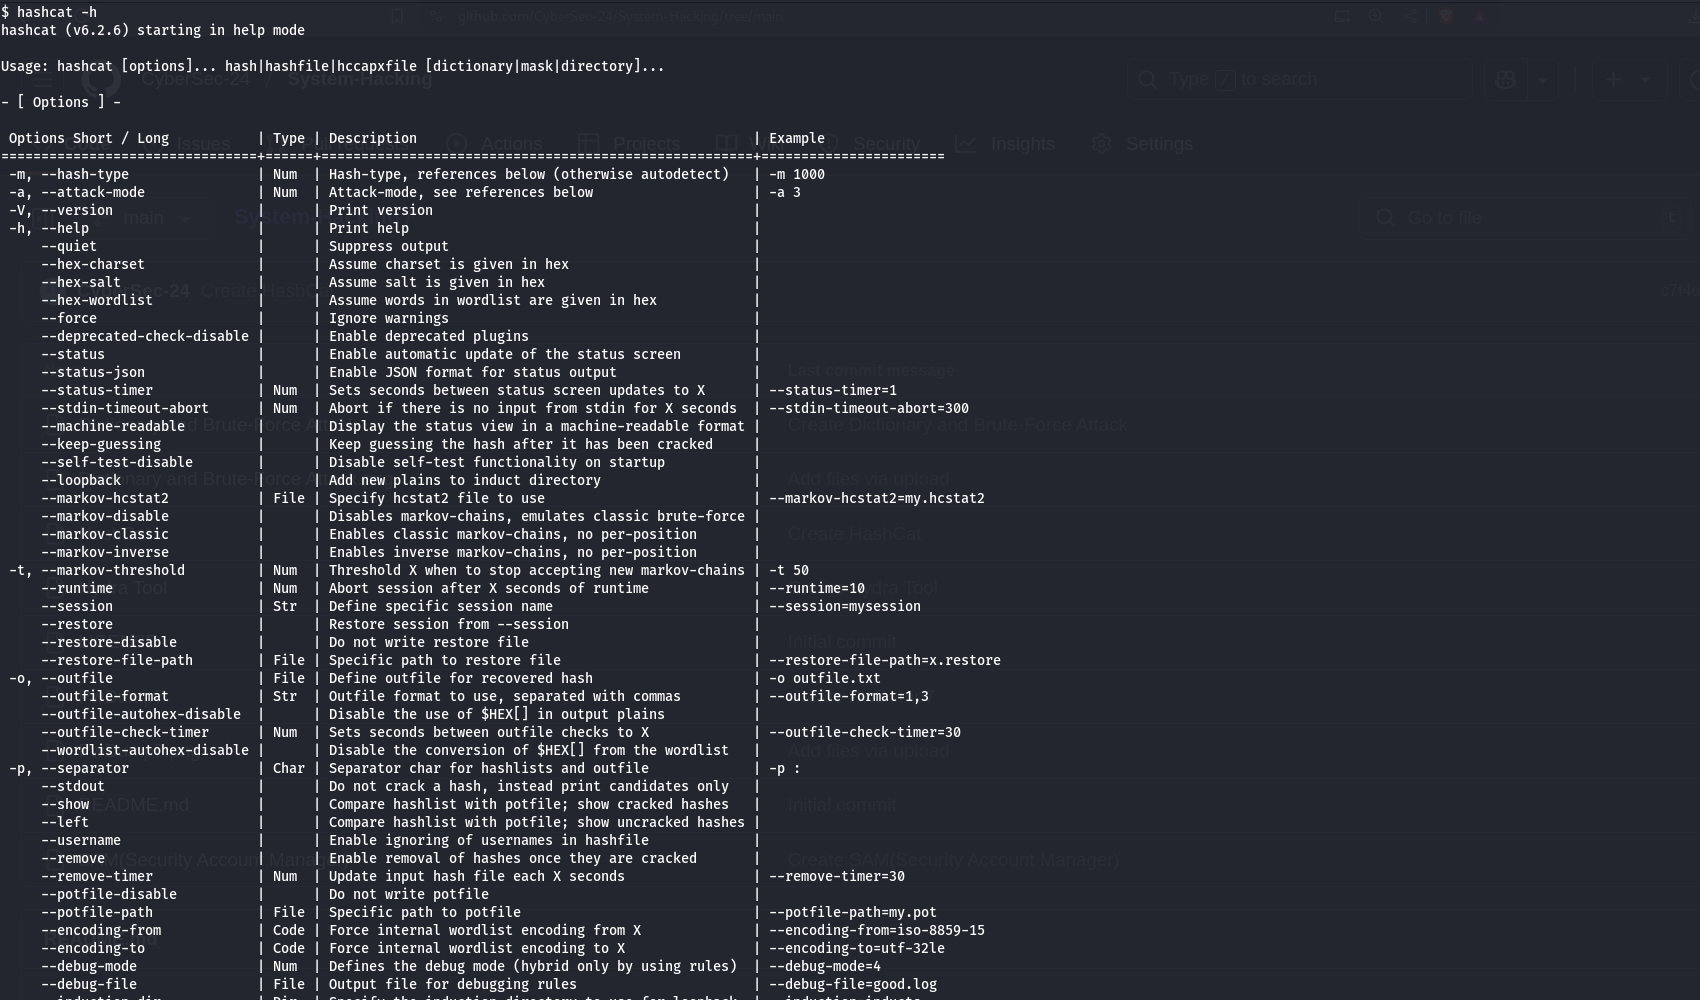 $ hashcat -h
hashcat (v6.2.6) starting in help mode
Usage: hashcat [options]... hash|hashfile|hccapxfile [dictionary|mask|directory]...
- [ Options ] -
Options Short / Long | Type | Description | Example
================================+======+======================================================+=======================
-m, --hash-type | Num | Hash-type, references below (otherwise autodetect) | -m 1000
-a, --attack-mode | Num | Attack-mode, see references below | -a 3
-V, --version | | Print version |
-h, --help | | Print help |
--quiet | | Suppress output |
--hex-charset | | Assume charset is given in hex |
--hex-salt | | Assume salt is given in hex |
--hex-wordlist | | Assume words in wordlist are given in hex |
--force | | Ignore warnings |
--deprecated-check-disable | | Enable deprecated plugins |
--status | | Enable automatic update of the status screen |
--status-json | | Enable JSON format for status output |
--status-timer | Num | Sets seconds between status screen updates to X | --status-timer=1
--stdin-timeout-abort | Num | Abort if there is no input from stdin for X seconds | --stdin-timeout-abort=300
--machine-readable | | Display the status view in a machine-readable format |
--keep-guessing | | Keep guessing the hash after it has been cracked |
--self-test-disable | | Disable self-test functionality on startup |
--loopback | | Add new plains to induct directory |
--markov-hcstat2 | File | Specify hcstat2 file to use | --markov-hcstat2=my.hcstat2
--markov-disable | | Disables markov-chains, emulates classic brute-force |
--markov-classic | | Enables classic markov-chains, no per-position |
--markov-inverse | | Enables inverse markov-chains, no per-position |
-t, --markov-threshold | Num | Threshold X when to stop accepting new markov-chains | -t 50
--runtime | Num | Abort session after X seconds of runtime | --runtime=10
--session | Str | Define specific session name | --session=mysession
--restore | | Restore session from --session |
--restore-disable | | Do not write restore file |
--restore-file-path | File | Specific path to restore file | --restore-file-path=x.restore
-o, --outfile | File | Define outfile for recovered hash | -o outfile.txt
--outfile-format | Str | Outfile format to use, separated with commas | --outfile-format=1,3
--outfile-autohex-disable | | Disable the use of $HEX[] in output plains |
--outfile-check-timer | Num | Sets seconds between outfile checks to X | --outfile-check-timer=30
--wordlist-autohex-disable | | Disable the conversion of $HEX[] from the wordlist |
-p, --separator | Char | Separator char for hashlists and outfile | -p :
--stdout | | Do not crack a hash, instead print candidates only |
--show | | Compare hashlist with potfile; show cracked hashes |
--left | | Compare hashlist with potfile; show uncracked hashes |
--username | | Enable ignoring of usernames in hashfile |
--remove | | Enable removal of hashes once they are cracked |
--remove-timer | Num | Update input hash file each X seconds | --remove-timer=30
--potfile-disable | | Do not write potfile |
--potfile-path | File | Specific path to potfile | --potfile-path=my.pot
--encoding-from | Code | Force internal wordlist encoding from X | --encoding-from=iso-8859-15
--encoding-to | Code | Force internal wordlist encoding to X | --encoding-to=utf-32le
--debug-mode | Num | Defines the debug mode (hybrid only by using rules) | --debug-mode=4
--debug-file | File | Output file for debugging rules | --debug-file=good.log